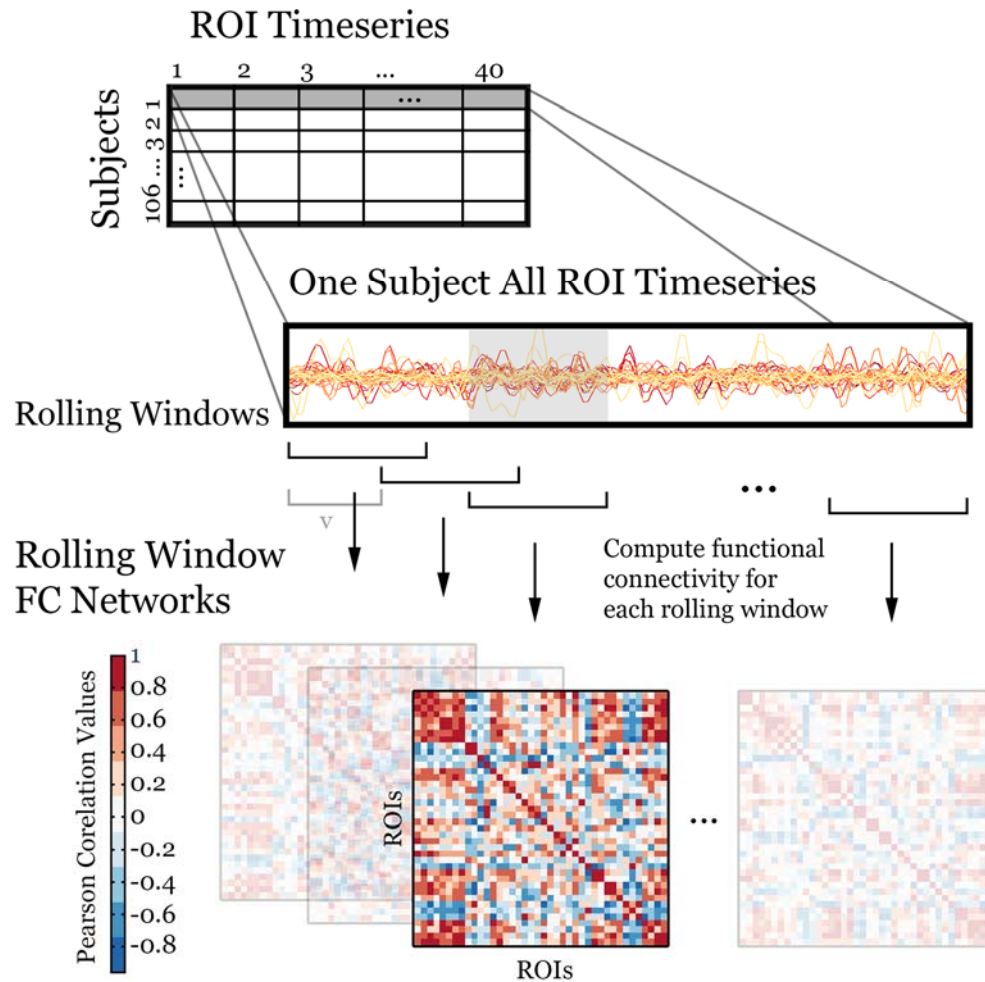 ROI Timeseries
1 2 3 ... 40
...
Subjects
1 2 3 ... 106
...
One Subject All ROI Timeseries
Rolling Windows
...
v
Rolling Window
FC Networks
Compute functional
connectivity for
each rolling window
Pearson Corelation Values
1
0.8
0.6
0.4
0.2
0
-0.2
-0.4
-0.6
-0.8
ROIs
...
ROIs